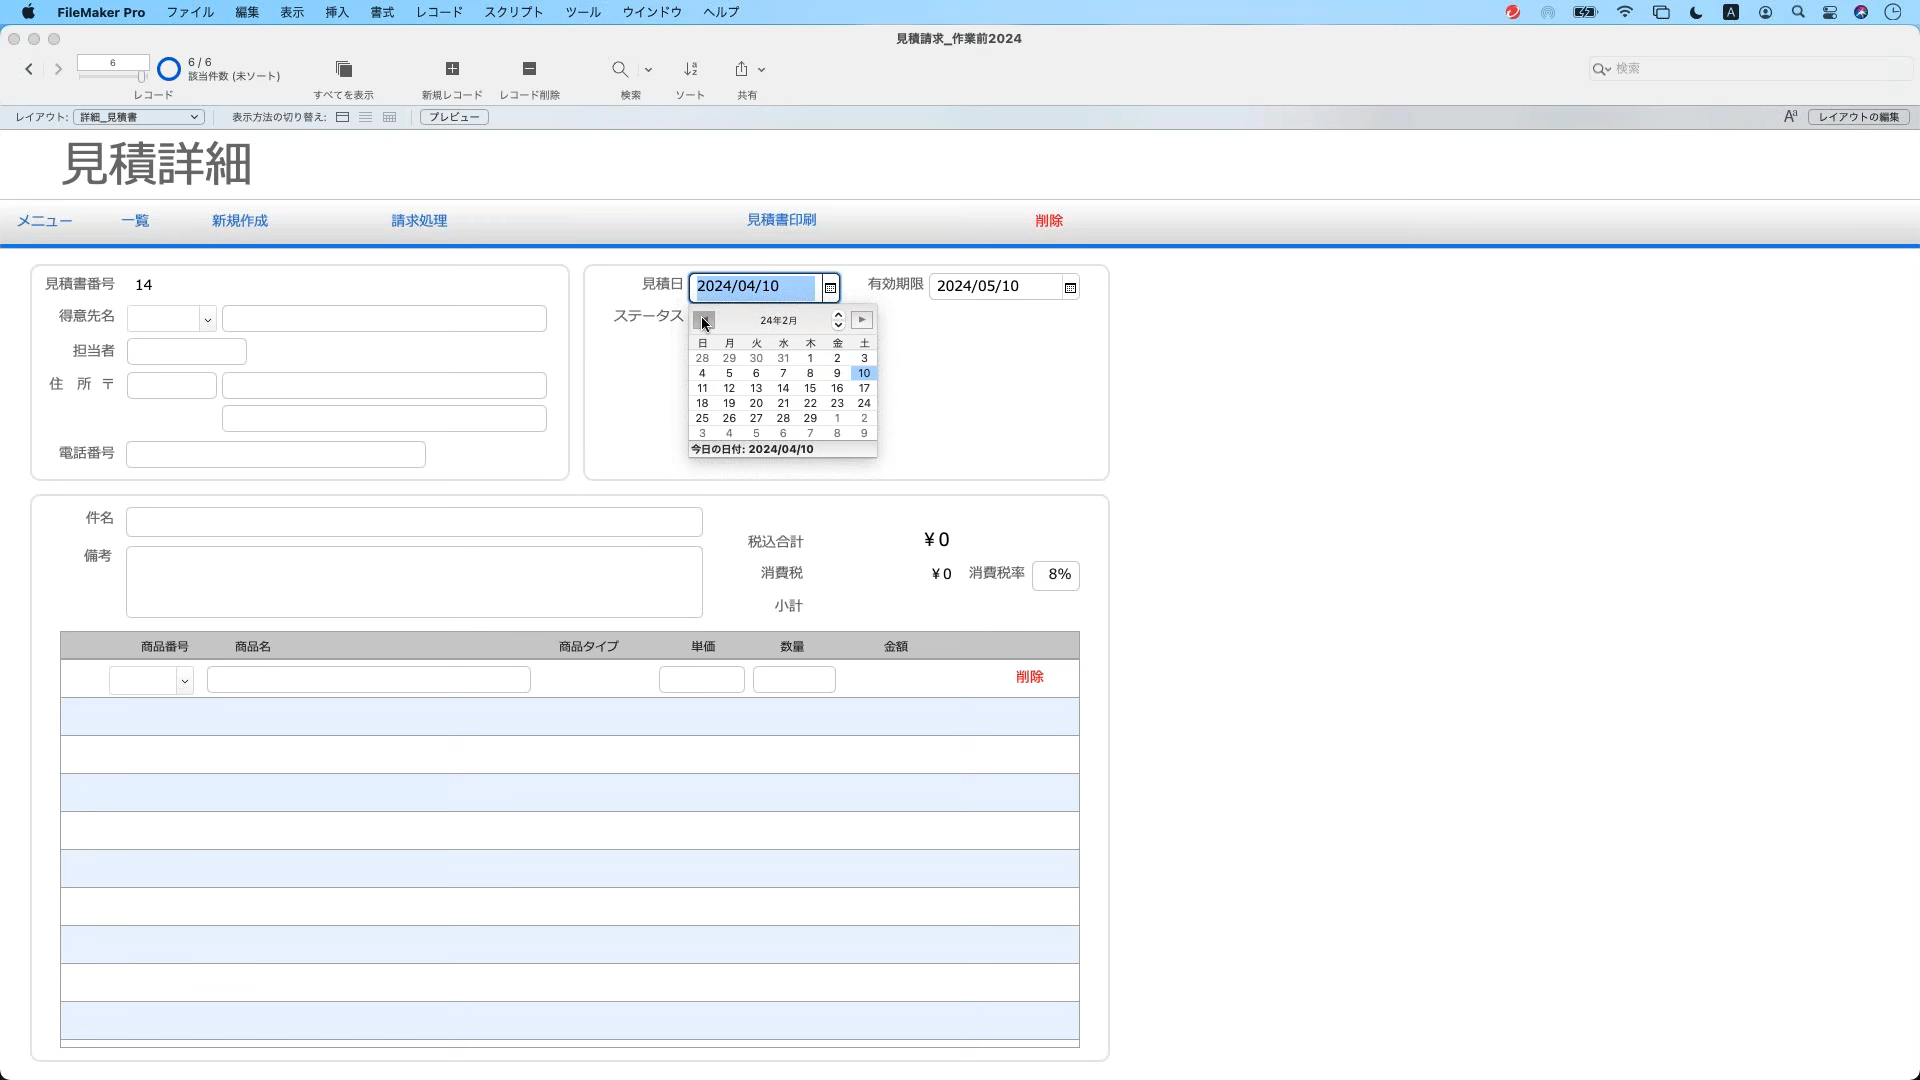 FileMaker Pro ファイル 編集 表示 挿入 書式 レコード スクリプト ツール ウインドウ ヘルプ A
見積請求_作業前2024
6 6 / 6
該当件数 (未ソート)
検索
レコード すべてを表示 新規レコード レコード削除 検索 ソート 共有
レイアウト: 詳細_見積書 表示方法の切り替え: プレビュー Aa レイアウトの編集
見積詳細
メニュー 一覧 新規作成 請求処理 見積書印刷 削除
見積書番号 14
得意先名
担当者
住 所 〒
電話番号
見積日 2024/04/10 有効期限 2024/05/10
ステータス
24年2月
日 月 火 水 木 金 土
28 29 30 31 1 2 3
4 5 6 7 8 9 10
11 12 13 14 15 16 17
18 19 20 21 22 23 24
25 26 27 28 29 1 2
3 4 5 6 7 8 9
今日の日付: 2024/04/10
件名
備考
税込合計 ¥0
消費税 ¥0 消費税率 8%
小計
商品番号 商品名 商品タイプ 単価 数量 金額
削除